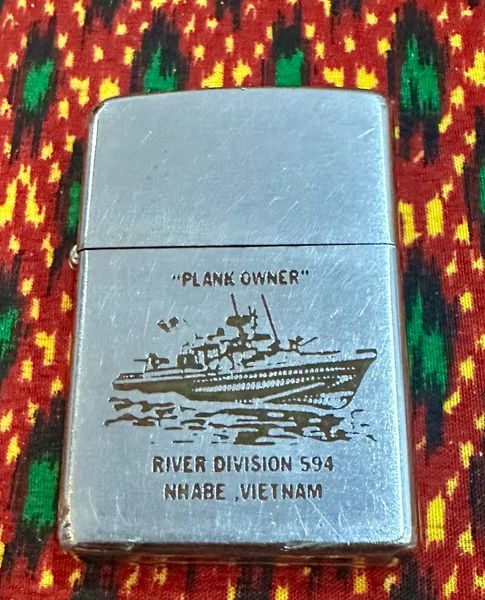 "PLANK OWNER"
RIVER DIVISION 594
NHABE ,VIETNAM